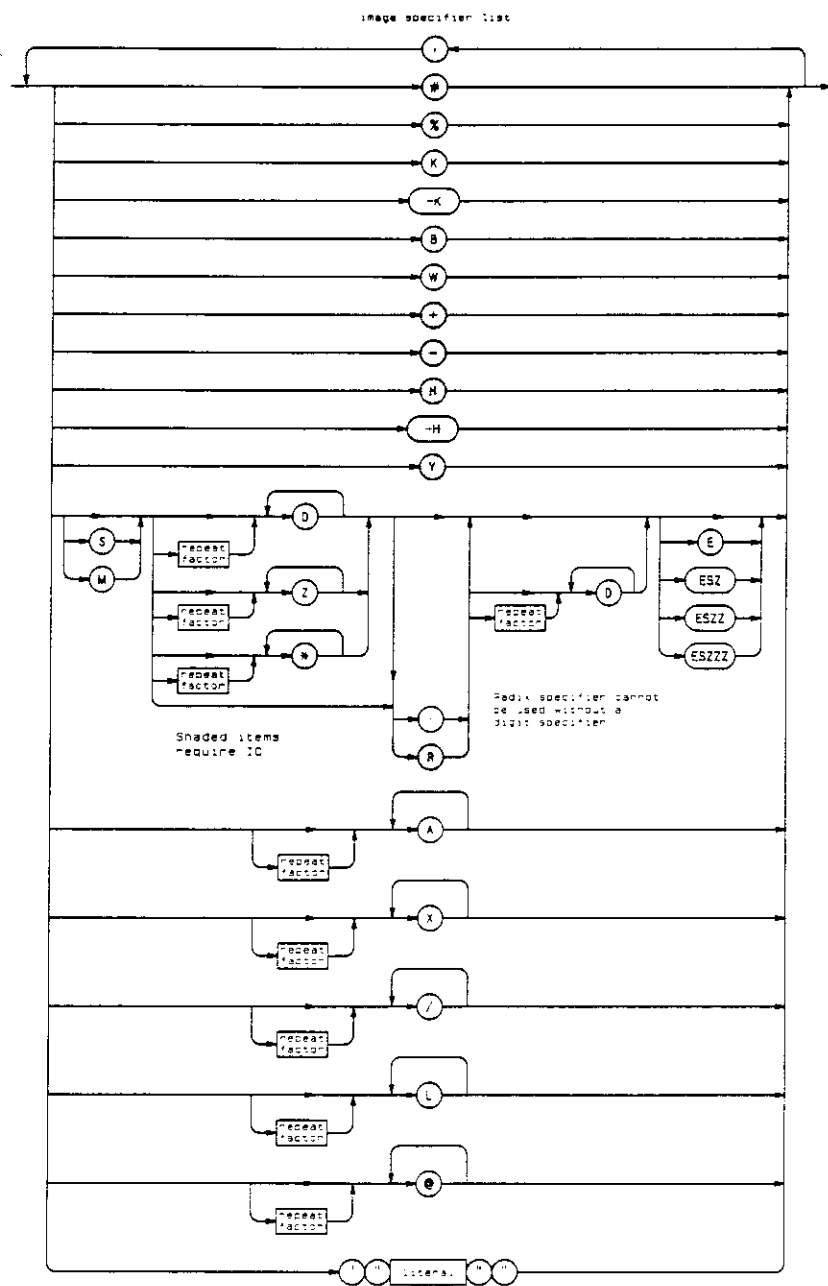 image specifier list
,
#
%
K
-K
B
W
+
-
H
-H
Y
D
S
repeat factor
E
M
ESZ
Z
D
repeat factor
repeat factor
ESZZ
*
ESZZZ
repeat factor
Radix specifier cannot
be used without a
digit specifier
.
Shaded items
require IO
R
A
repeat factor
X
repeat factor
/
repeat factor
L
repeat factor
@
repeat factor
" " literal " "